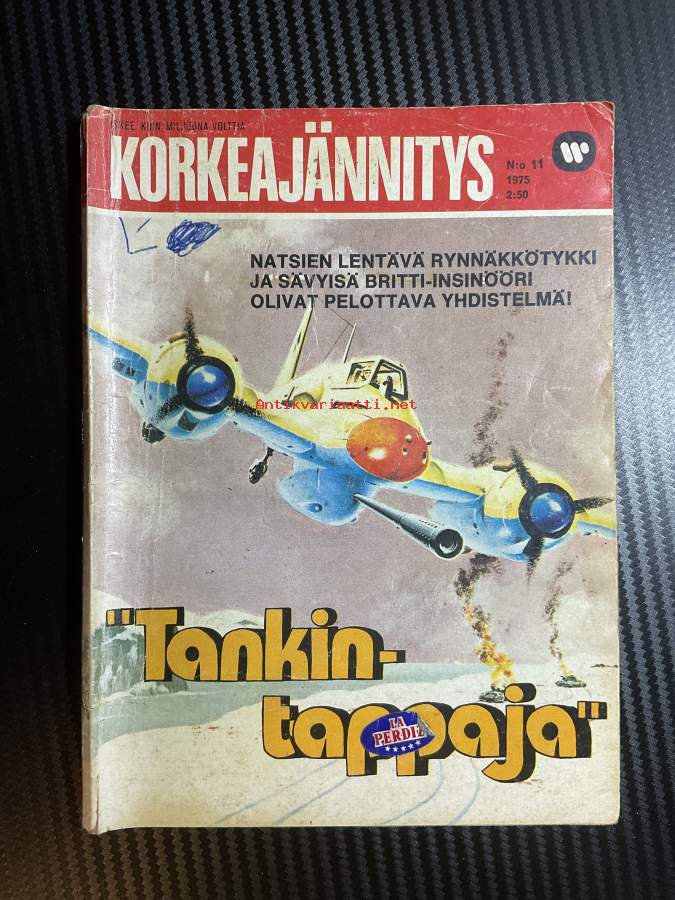 ISKEE KUIN MILJOONA VOLTTIA
KORKEAJÄNNITYS
N:o 11
1975
2:50
NATSIEN LENTÄVÄ RYNNÄKKÖTYKKI
JA SÄVYISÄ BRITTI-INSINÖÖRI
OLIVAT PELOTTAVA YHDISTELMÄ!
Antikvariaatti.net
"Tankin-
tappaja"
LA
PERDIZ